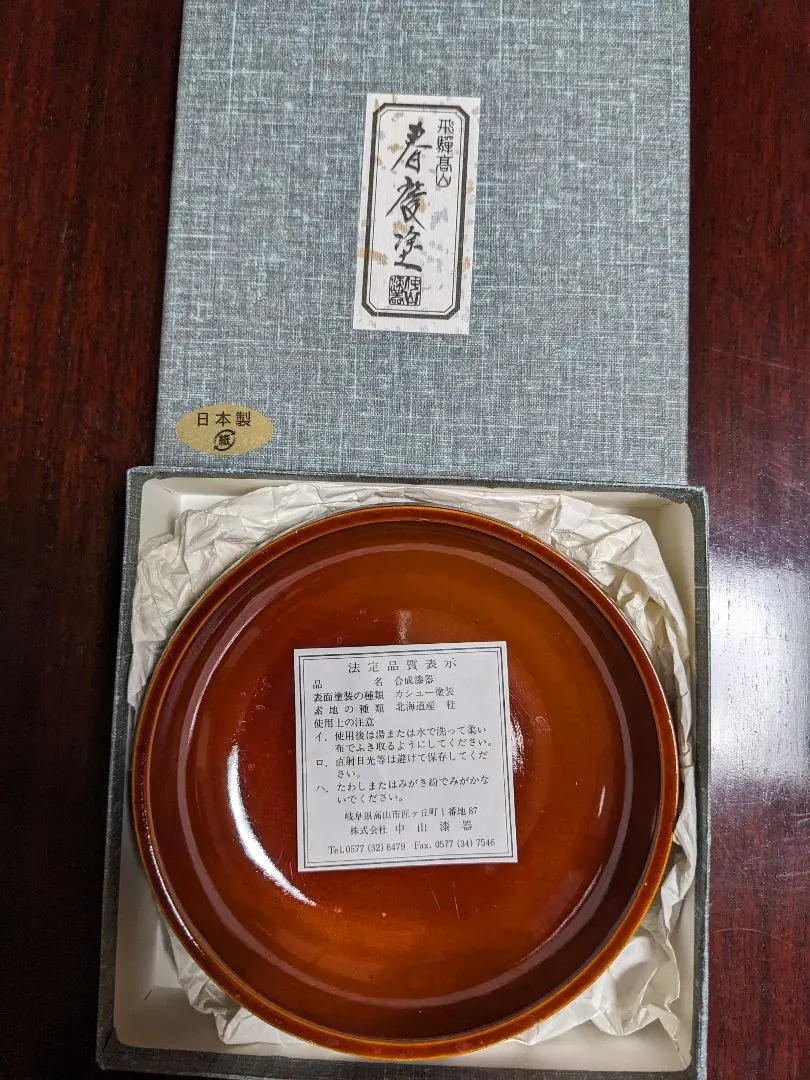 飛騨高山
春慶塗
中山漆器
日本製
紙
法定品質表示
品名 合成漆器
表面塗装の種類 カシュー塗装
素地の種類 北海道産 桂
使用上の注意
イ．使用後は湯または水で洗って柔い
布でふき取るようにしてください。
ロ．直射日光等は避けて保存してくだ
さい。
ハ．たわしまたはみがき紛でみがかな
いでください。
岐阜県高山市匠ヶ丘町1番地87
株式会社 中山漆器
Tel.0577 (32) 6479 Fax. 0577 (34) 7546